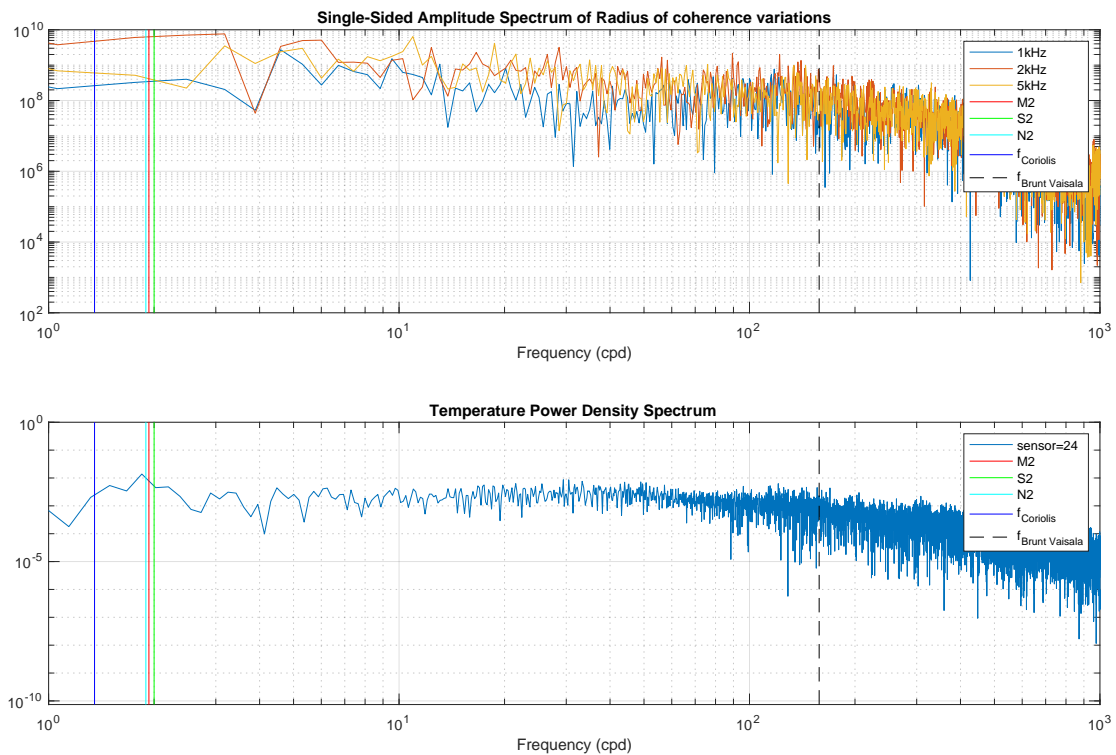 Single-Sided Amplitude Spectrum of Radius of coherence variations
10^10
10^8
10^6
10^4
10^2
10^0
10^1
10^2
10^3
Frequency (cpd)
1kHz
2kHz
5kHz
M2
S2
N2
f_Coriolis
f_Brunt Vaisala
Temperature Power Density Spectrum
10^0
10^-5
10^-10
10^0
10^1
10^2
10^3
Frequency (cpd)
sensor=24
M2
S2
N2
f_Coriolis
f_Brunt Vaisala